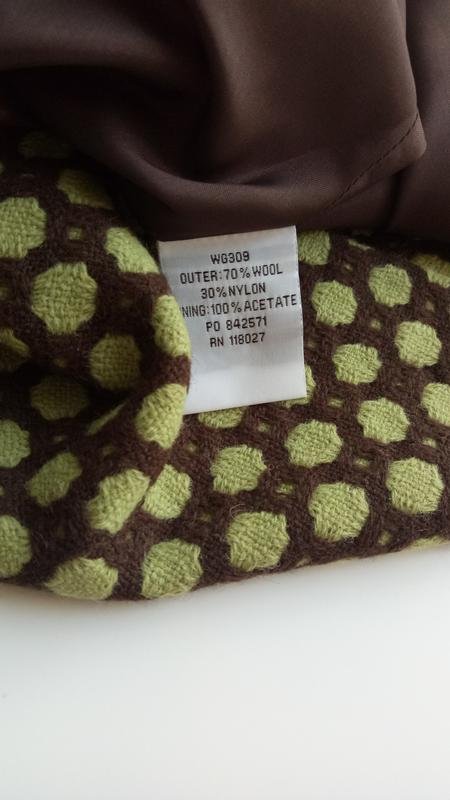 WG309
OUTER:70%WOOL
30%NYLON
NING:100%ACETATE
PO 842571
RN 118027